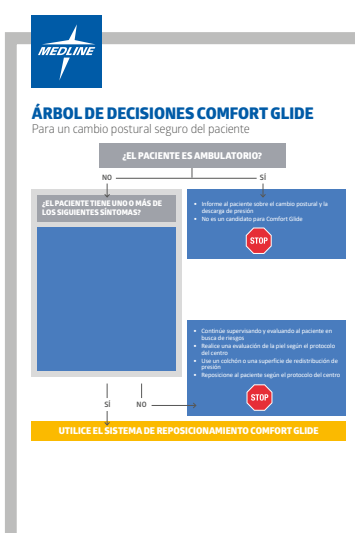 MEDLINE
ÁRBOL DE DECISIONES COMFORT GLIDE
Para un cambio postural seguro del paciente
¿EL PACIENTE ES AMBULATORIO?
NO
SÍ
¿EL PACIENTE TIENE UNO O MÁS DE
LOS SIGUIENTES SÍNTOMAS?
• Informe al paciente sobre el cambio postural y la
descarga de presión
• No es un candidato para Comfort Glide
STOP
• Continúe supervisando y evaluando al paciente en
busca de riesgos
• Realice una evaluación de la piel según el protocolo
del centro
• Use un colchón o una superficie de redistribución de
presión
• Reposicione al paciente según el protocolo del centro
STOP
SÍ
NO
UTILICE EL SISTEMA DE REPOSICIONAMIENTO COMFORT GLIDE